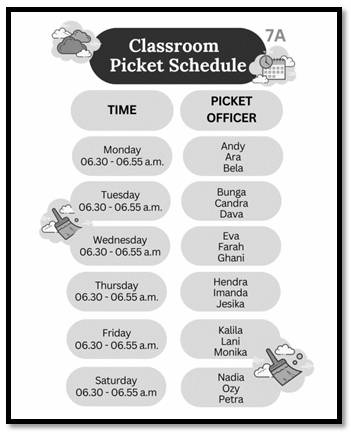 7A
Classroom
Picket Schedule
TIME
PICKET
OFFICER
Monday
06.30 - 06.55 a.m.
Andy
Ara
Bela
Tuesday
06.30 - 06.55 a.m.
Bunga
Candra
Dava
Wednesday
06.30 - 06.55 a.m
Eva
Farah
Ghani
Thursday
06.30 - 06.55 a.m.
Hendra
Imanda
Jesika
Friday
06.30 - 06.55 a.m.
Kalila
Lani
Monika
Saturday
06.30 - 06.55 a.m
Nadia
Ozy
Petra